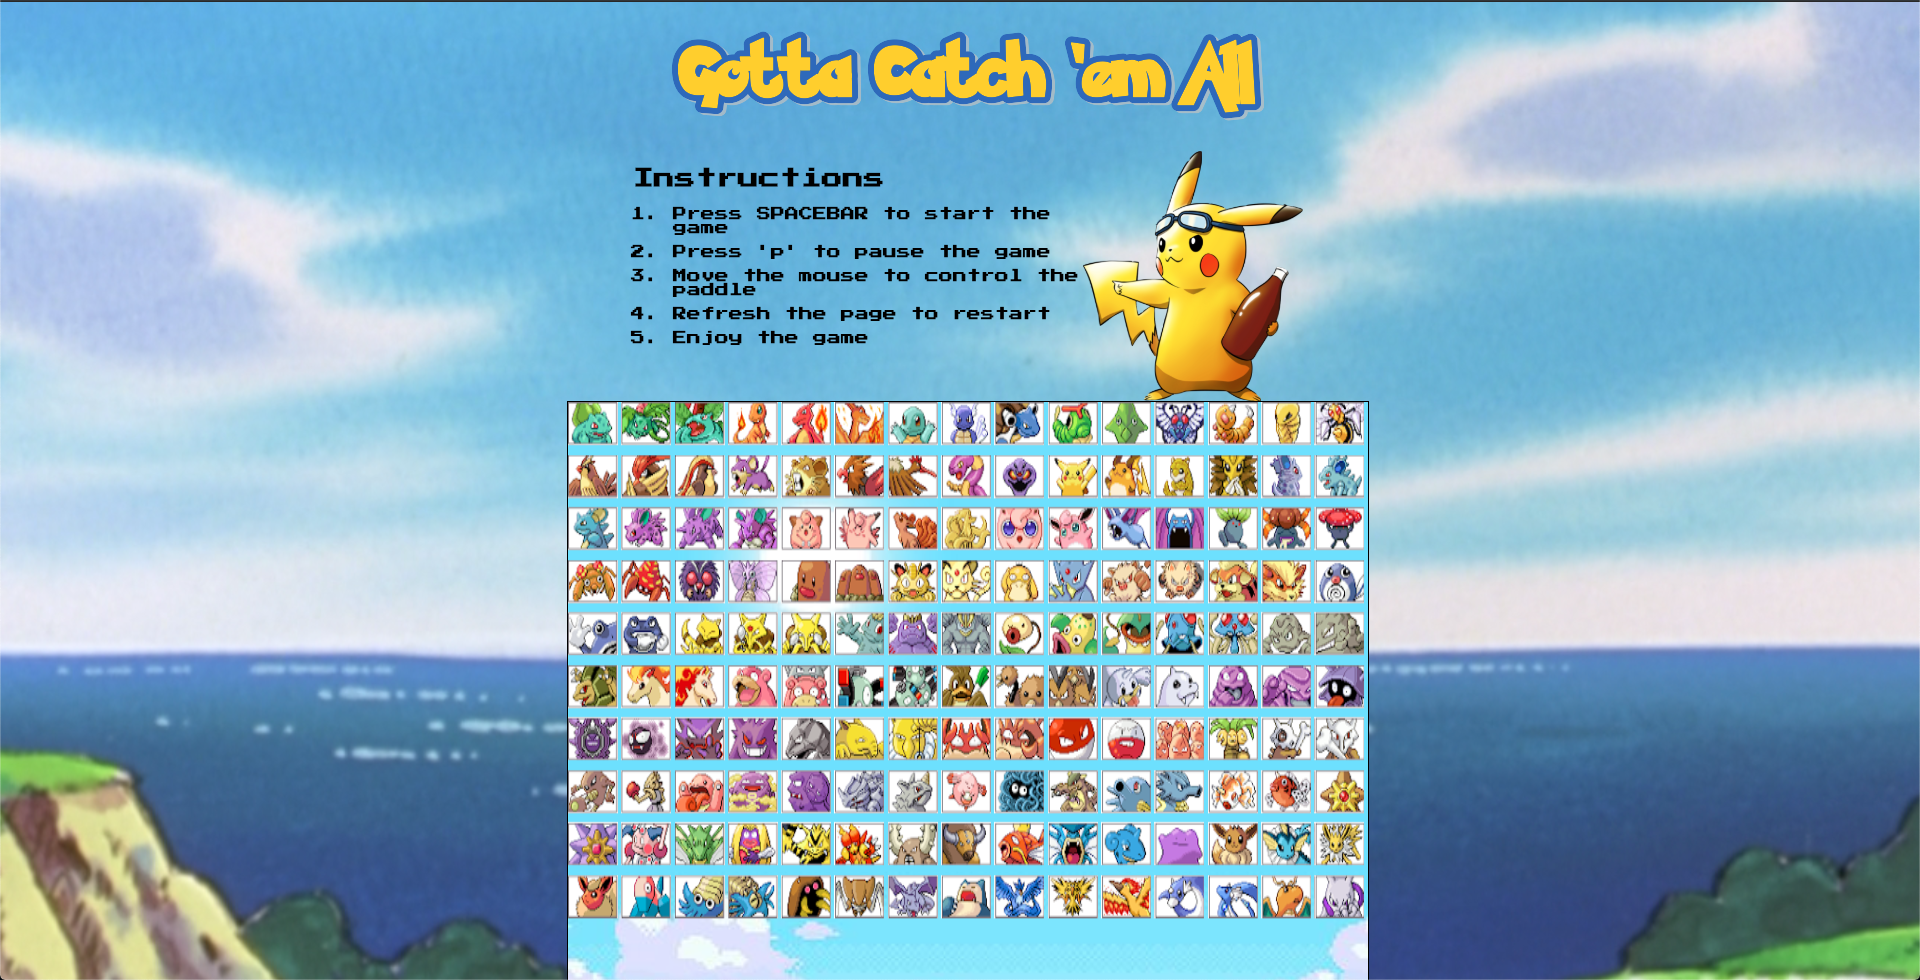 Gotta Catch 'em All
Instructions
1. Press SPACEBAR to start the
game
2. Press 'p' to pause the game
3. Move the mouse to control the
paddle
4. Refresh the page to restart
5. Enjoy the game